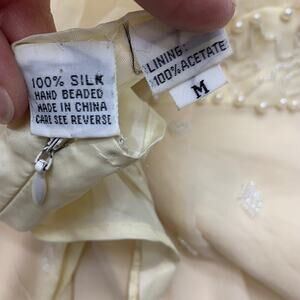 100% SILK
HAND BEADED
MADE IN CHINA
CARE SEE REVERSE
LINING:
100% ACETATE
M